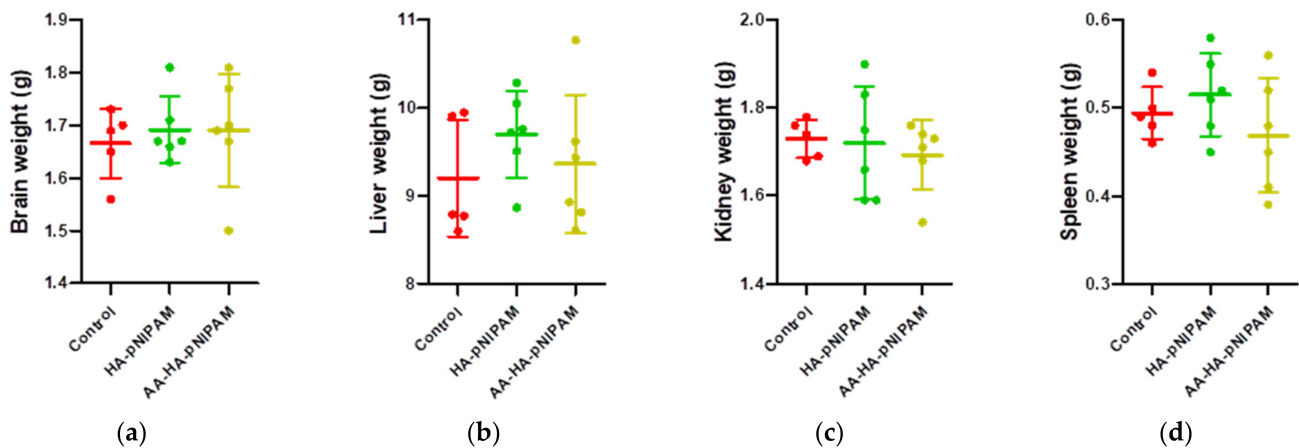 Brain weight (g)
1.9
1.8
1.7
1.6
1.5
1.4
Control
HA-pNIPAM
AA-HA-pNIPAM
(a)
Liver weight (g)
11
10
9
8
Control
HA-pNIPAM
AA-HA-pNIPAM
(b)
Kidney weight (g)
2.0
1.8
1.6
1.4
Control
HA-pNIPAM
AA-HA-pNIPAM
(c)
Spleen weight (g)
0.6
0.5
0.4
0.3
Control
HA-pNIPAM
AA-HA-pNIPAM
(d)